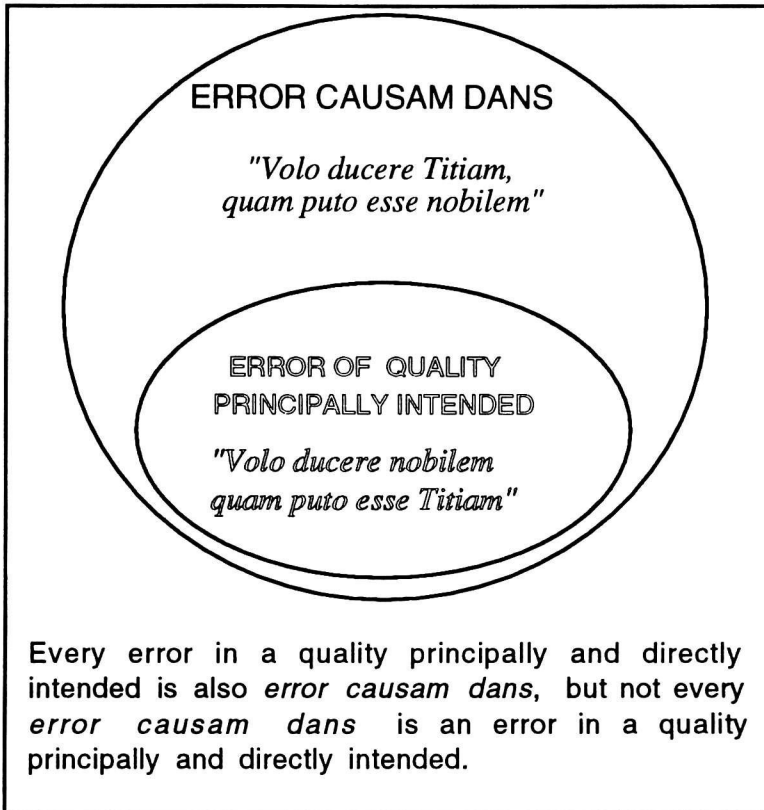 ERROR CAUSAM DANS
"Volo ducere Titiam,
quam puto esse nobilem"
ERROR OF QUALITY
PRINCIPALLY INTENDED
"Volo ducere nobilem
quam puto esse Titiam"
Every error in a quality principally and directly
intended is also error causam dans, but not every
error causam dans is an error in a quality
principally and directly intended.